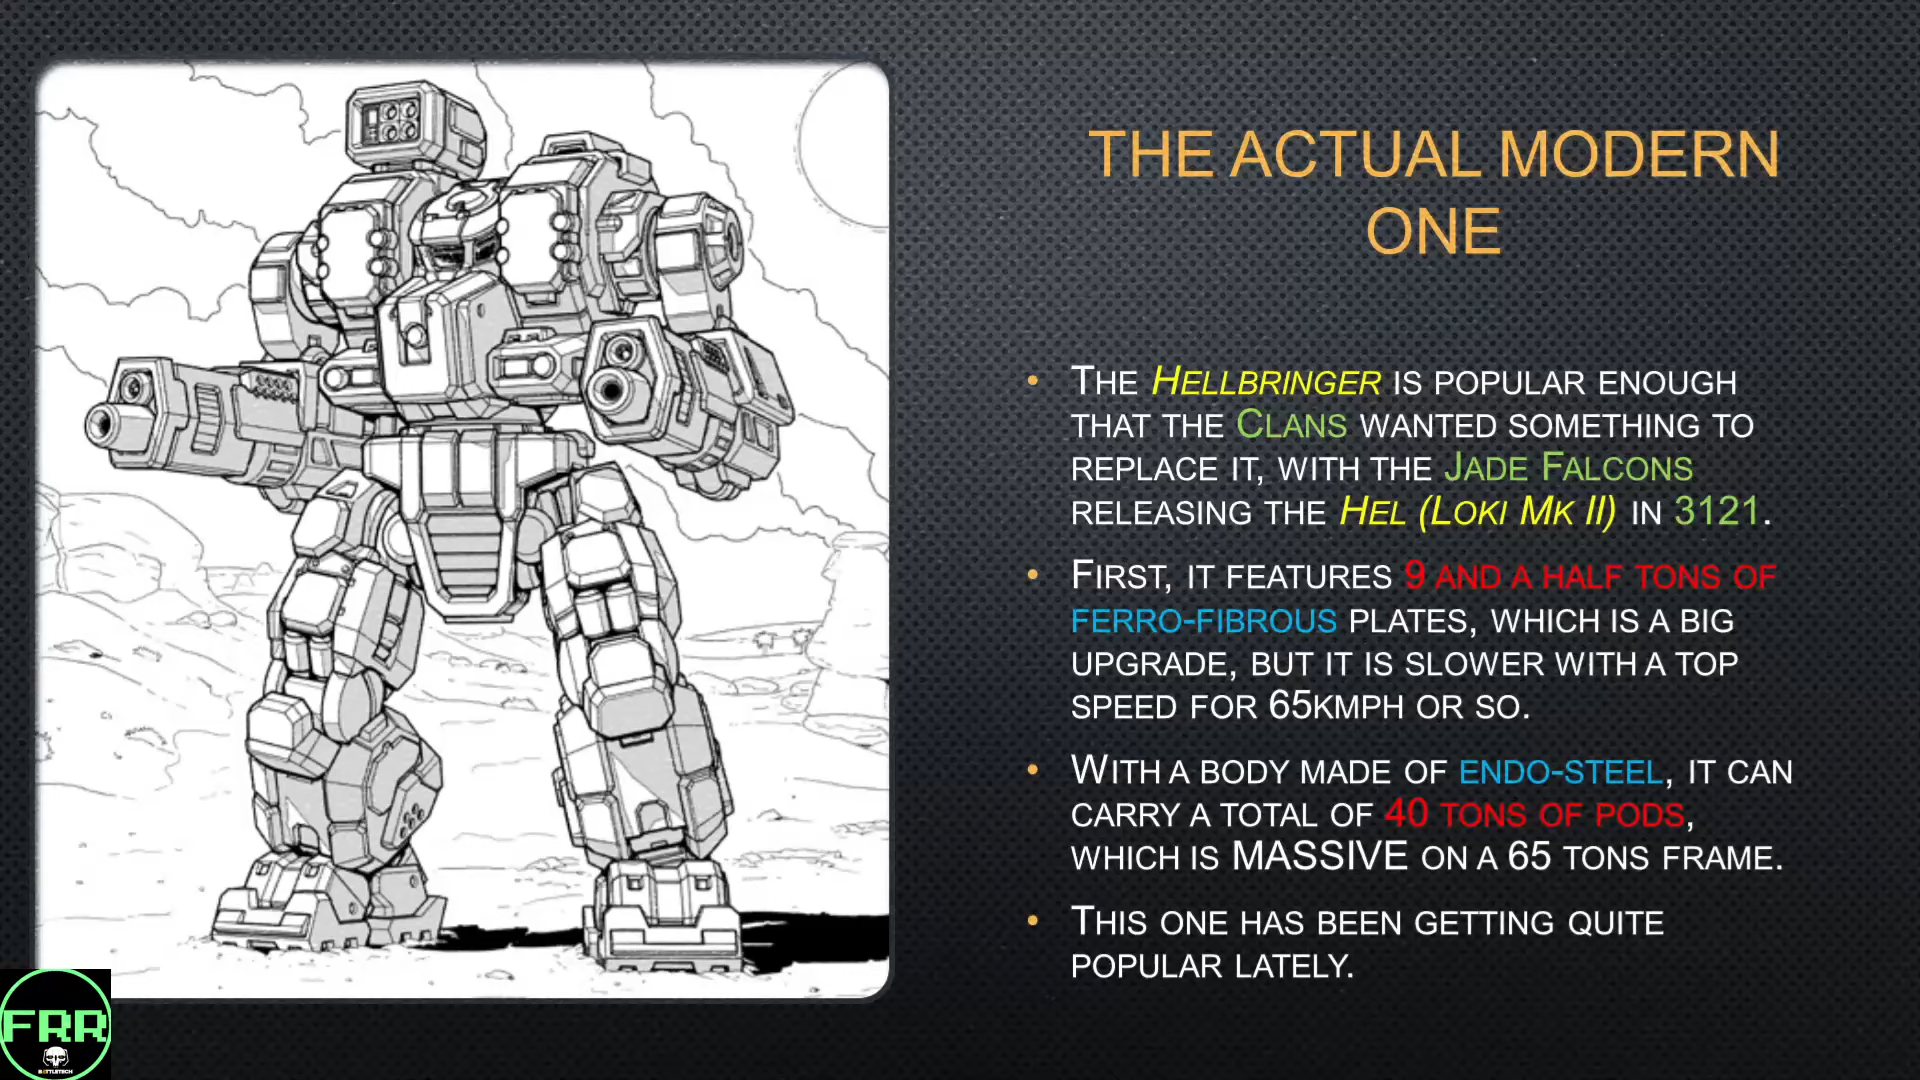 THE ACTUAL MODERN
ONE
• THE HELLBRINGER IS POPULAR ENOUGH
THAT THE CLANS WANTED SOMETHING TO
REPLACE IT, WITH THE JADE FALCONS
RELEASING THE HEL (LOKI MK II) IN 3121.
• FIRST, IT FEATURES 9 AND A HALF TONS OF
FERRO-FIBROUS PLATES, WHICH IS A BIG
UPGRADE, BUT IT IS SLOWER WITH A TOP
SPEED FOR 65KMPH OR SO.
• WITH A BODY MADE OF ENDO-STEEL, IT CAN
CARRY A TOTAL OF 40 TONS OF PODS,
WHICH IS MASSIVE ON A 65 TONS FRAME.
• THIS ONE HAS BEEN GETTING QUITE
POPULAR LATELY.
FRR
BATTLETECH